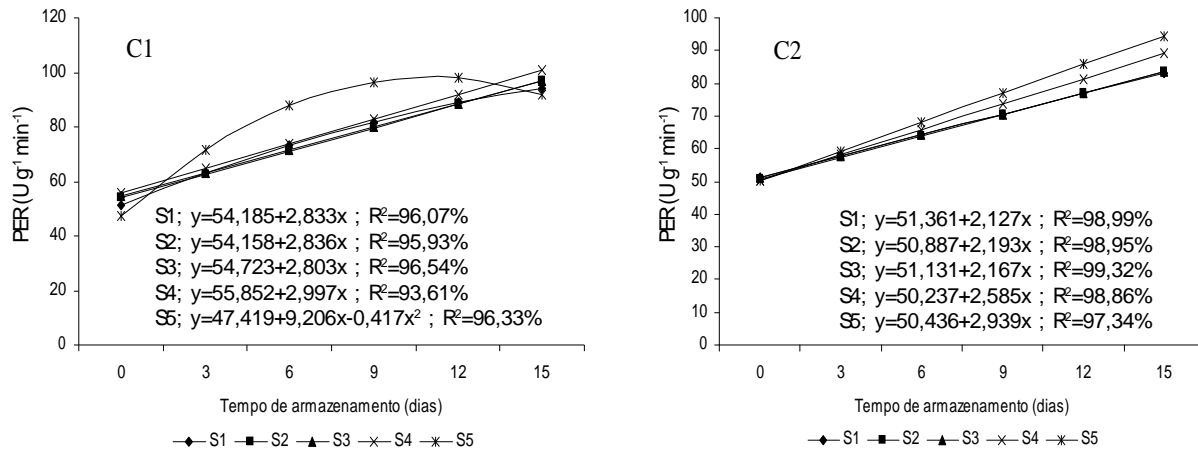 C1
PER (U g⁻¹ min⁻¹)
120
100
80
60
40
20
0
S1; y=54,185+2,833x ; R²=96,07%
S2; y=54,158+2,836x ; R²=95,93%
S3; y=54,723+2,803x ; R²=96,54%
S4; y=55,852+2,997x ; R²=93,61%
S5; y=47,419+9,206x-0,417x² ; R²=96,33%
0 3 6 9 12 15
Tempo de armazenamento (dias)
S1 S2 S3 S4 S5
C2
PER (U g⁻¹ min⁻¹)
100
90
80
70
60
50
40
30
20
10
0
S1; y=51,361+2,127x ; R²=98,99%
S2; y=50,887+2,193x ; R²=98,95%
S3; y=51,131+2,167x ; R²=99,32%
S4; y=50,237+2,585x ; R²=98,86%
S5; y=50,436+2,939x ; R²=97,34%
0 3 6 9 12 15
Tempo de armazenamento (dias)
S1 S2 S3 S4 S5